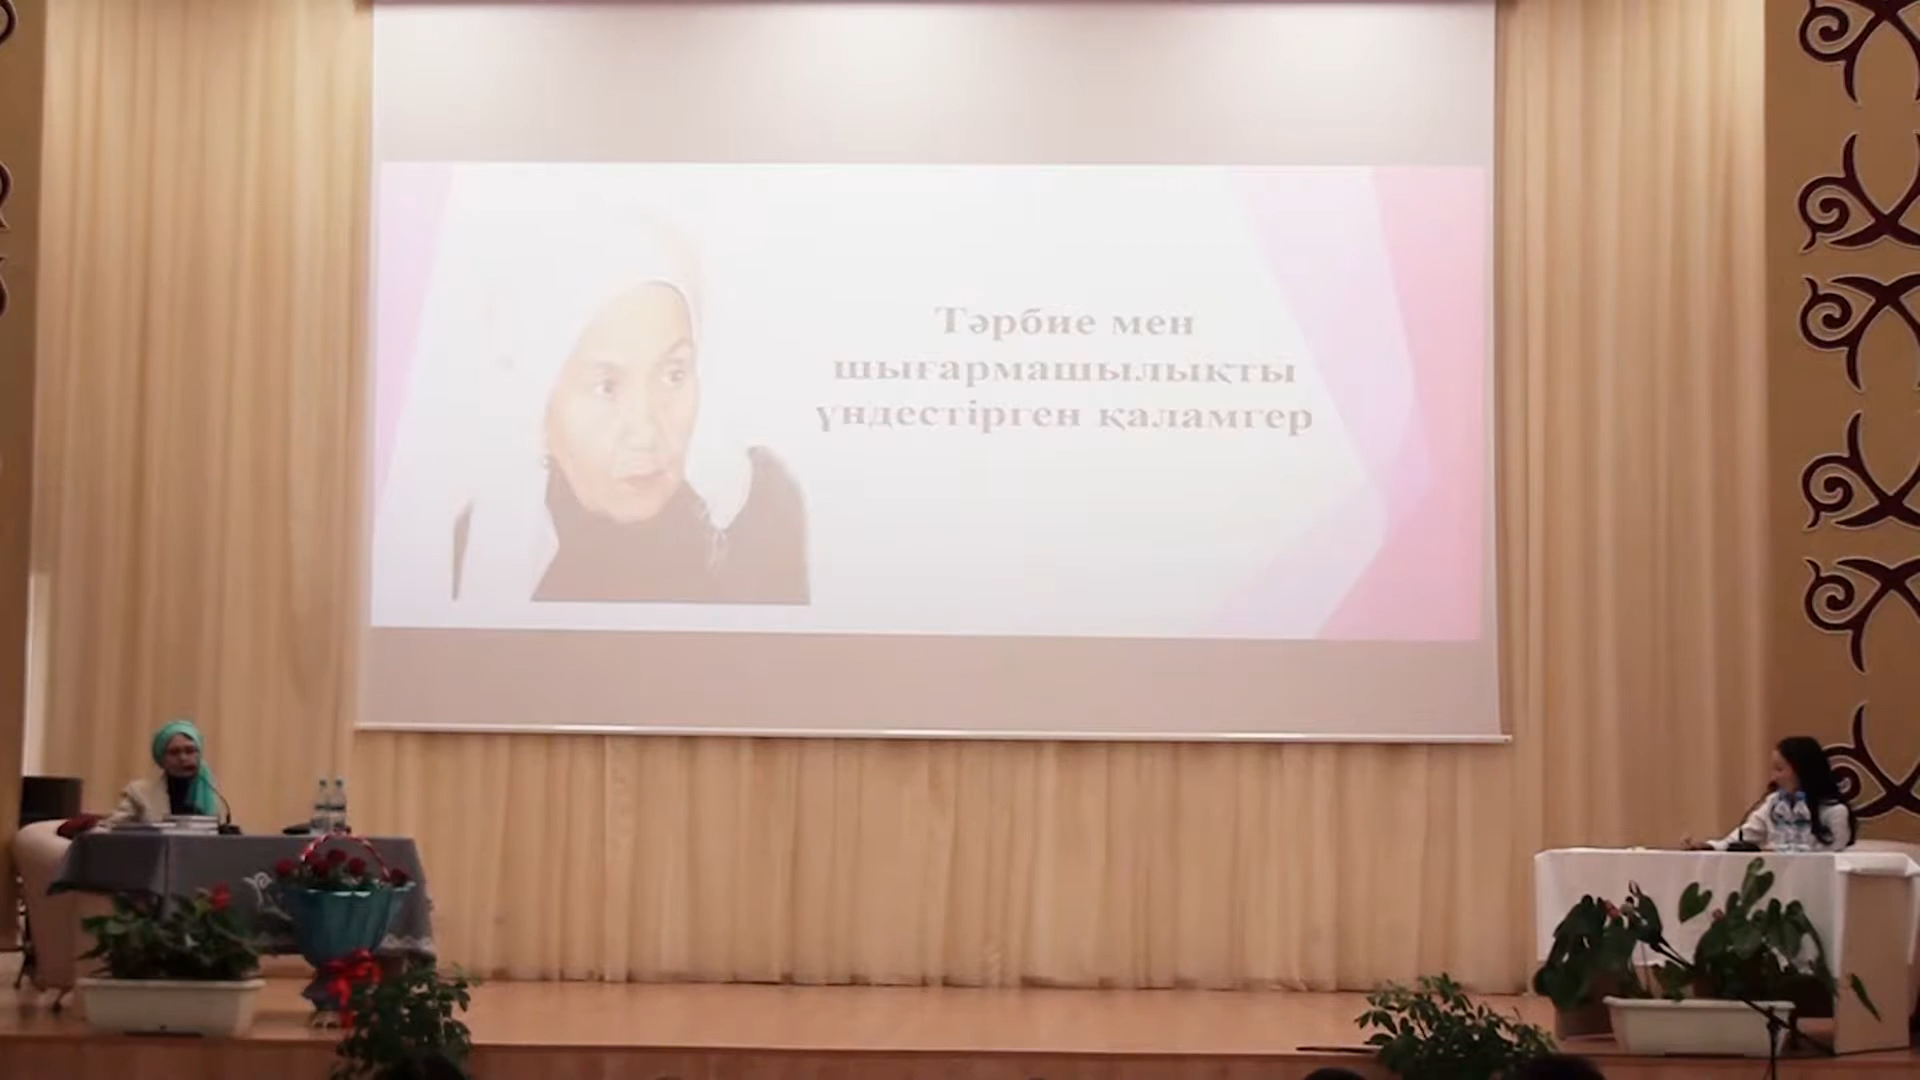 Тәрбие мен
шығармашылықты
үндестірген қаламгер